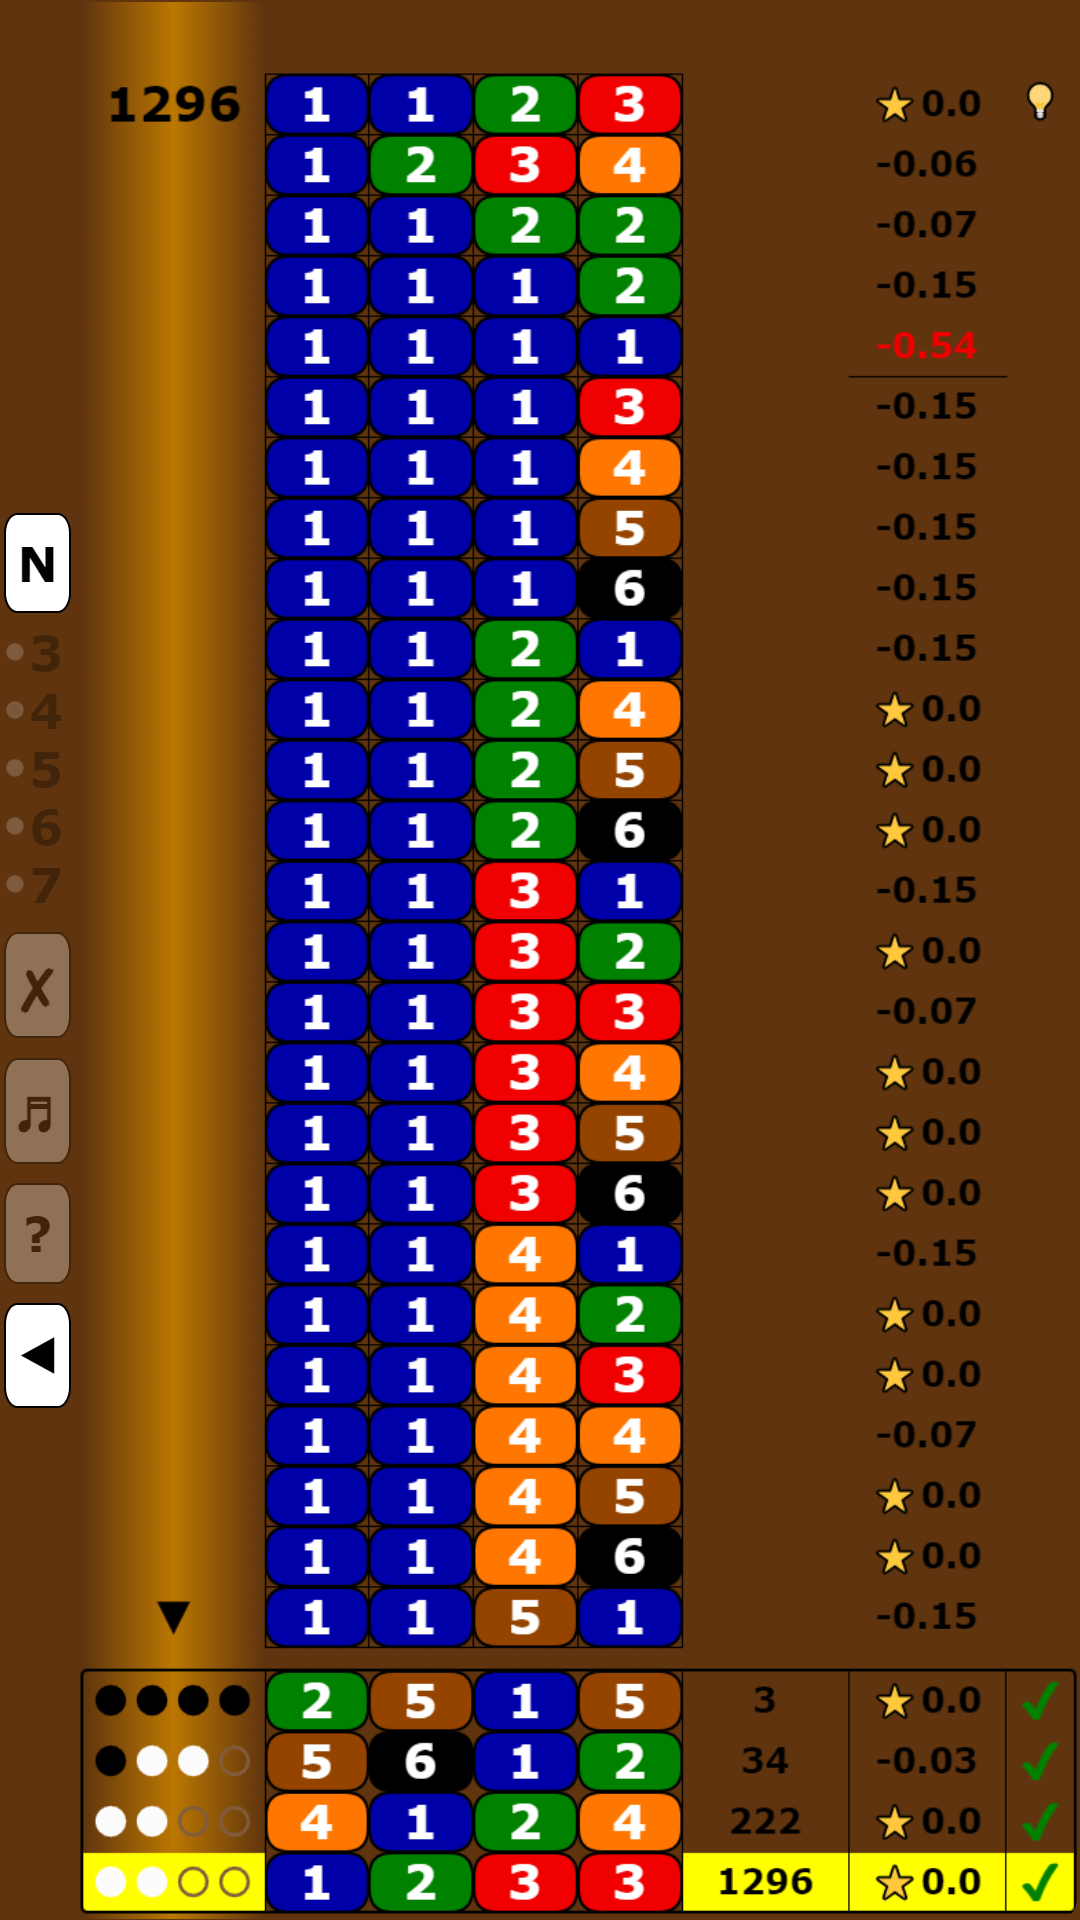 1296 1 1 2 3 0.0
1 2 3 4 -0.06
1 1 2 2 -0.07
1 1 1 2 -0.15
1 1 1 1 -0.54
1 1 1 3 -0.15
1 1 1 4 -0.15
1 1 1 5 -0.15
N
1 1 1 6 -0.15
3 1 1 2 1 -0.15
4 1 1 2 4 0.0
5 1 1 2 5 0.0
6 1 1 2 6 0.0
7 1 1 3 1 -0.15
1 1 3 2 0.0
✗ 1 1 3 3 -0.07
1 1 3 4 0.0
♬ 1 1 3 5 0.0
1 1 3 6 0.0
? 1 1 4 1 -0.15
1 1 4 2 0.0
◀ 1 1 4 3 0.0
1 1 4 4 -0.07
1 1 4 5 0.0
1 1 4 6 0.0
▼ 1 1 5 1 -0.15
2 5 1 5 3 0.0 ✓
5 6 1 2 34 -0.03 ✓
4 1 2 4 222 0.0 ✓
1 2 3 3 1296 0.0 ✓